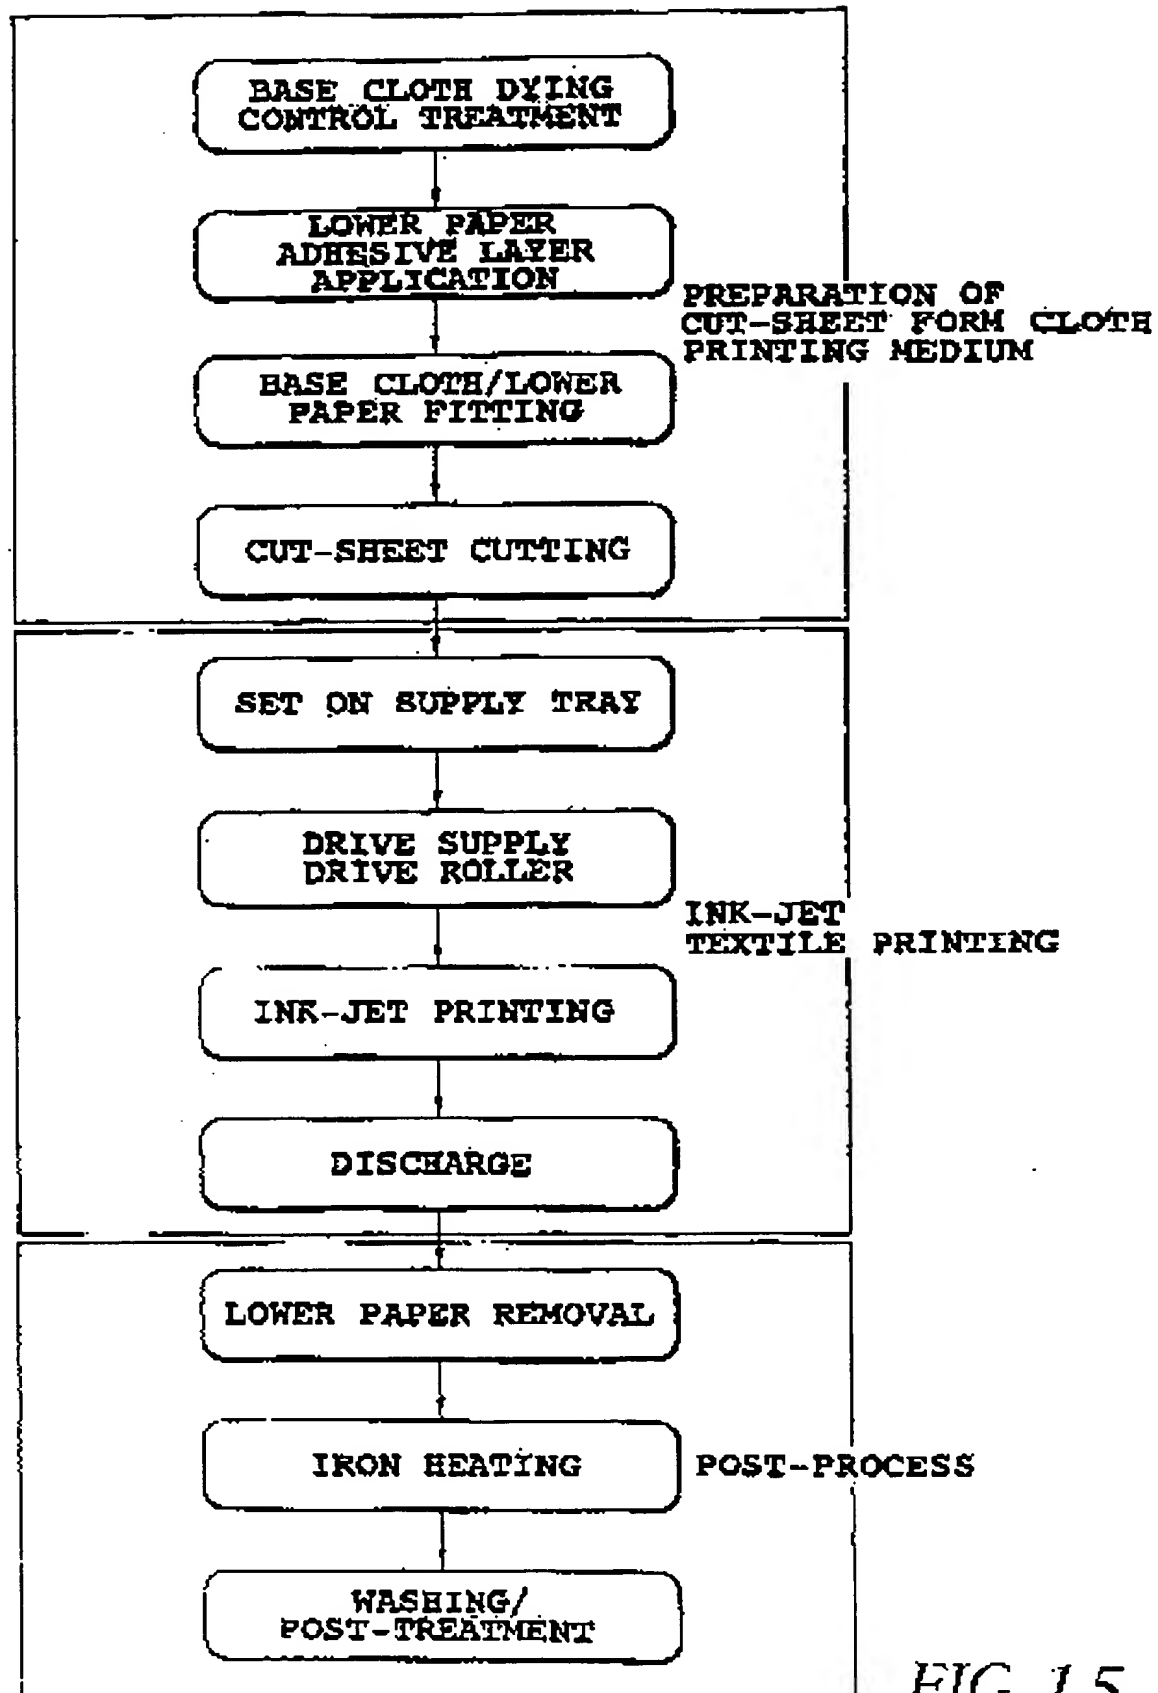 BASE CLOTH DYING
CONTROL TREATMENT
LOWER PAPER
ADHESIVE LAYER
APPLICATION
PREPARATION OF
CUT-SHEET FORM CLOTH
PRINTING MEDIUM
BASE CLOTH/LOWER
PAPER FITTING
CUT-SHEET CUTTING
SET ON SUPPLY TRAY
DRIVE SUPPLY
DRIVE ROLLER
INK-JET
TEXTILE PRINTING
INK-JET PRINTING
DISCHARGE
LOWER PAPER REMOVAL
IRON HEATING
POST-PROCESS
WASHING/
POST-TREATMENT
FIG. 15